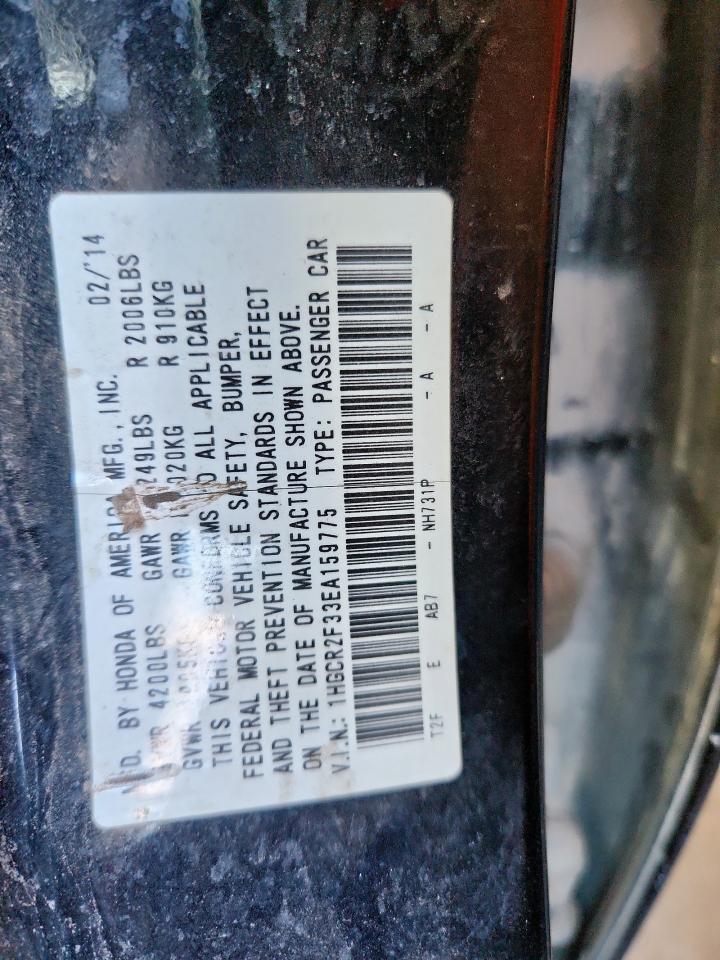 BY HONDA OF AMERICA MFG., INC. 02/'14
4200LBS GAWR 249LBS R 2006LBS
GVWR GAWR 020KG R 910KG
THIS CONFORMS TO ALL APPLICABLE
FEDERAL MOTOR VEHICLE SAFETY, BUMPER,
AND THEFT PREVENTION STANDARDS IN EFFECT
ON THE DATE OF MANUFACTURE SHOWN ABOVE.
V.I.N.: 1HGCR2F33EA159775 TYPE: PASSENGER CAR
T2F E AB7 - NH731P - A - A